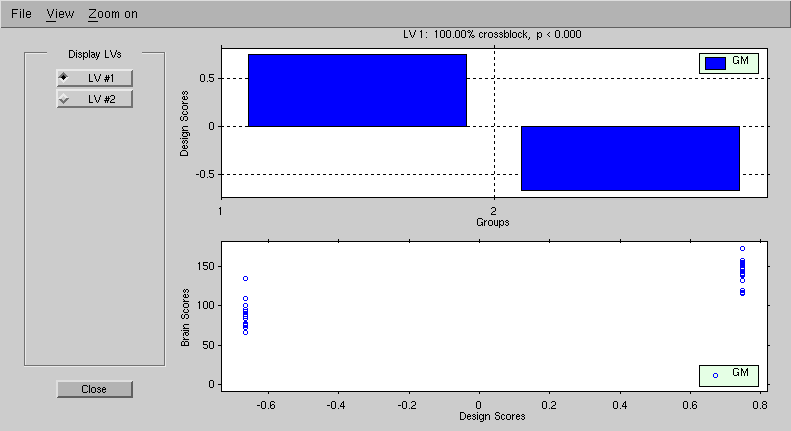 File View Zoom on
Display LVs
LV #1
LV #2
Close
LV 1: 100.00% crossblock, p < 0.000
Design Scores
0.5
0
-0.5
GM
1 2
Groups
Brain Scores
150
100
50
0
GM
-0.6 -0.4 -0.2 0 0.2 0.4 0.6 0.8
Design Scores